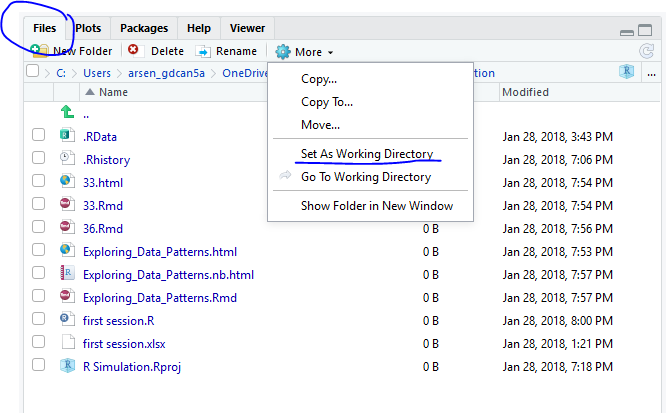 Files Plots Packages Help Viewer
New Folder Delete Rename More
C: > Users > arsen_gdcan5a > OneDrive ...
Name Modified
Copy...
Copy To...
Move...
Set As Working Directory
Go To Working Directory
Show Folder in New Window
..
.RData Jan 28, 2018, 3:43 PM
.Rhistory Jan 28, 2018, 7:06 PM
33.html Jan 28, 2018, 7:54 PM
33.Rmd Jan 28, 2018, 7:54 PM
36.Rmd 0 B Jan 28, 2018, 7:56 PM
Exploring_Data_Patterns.html 0 B Jan 28, 2018, 7:53 PM
Exploring_Data_Patterns.nb.html 0 B Jan 28, 2018, 7:57 PM
Exploring_Data_Patterns.Rmd 0 B Jan 28, 2018, 7:57 PM
first session.R 0 B Jan 28, 2018, 8:00 PM
first session.xlsx 0 B Jan 28, 2018, 1:21 PM
R Simulation.Rproj 0 B Jan 28, 2018, 7:18 PM